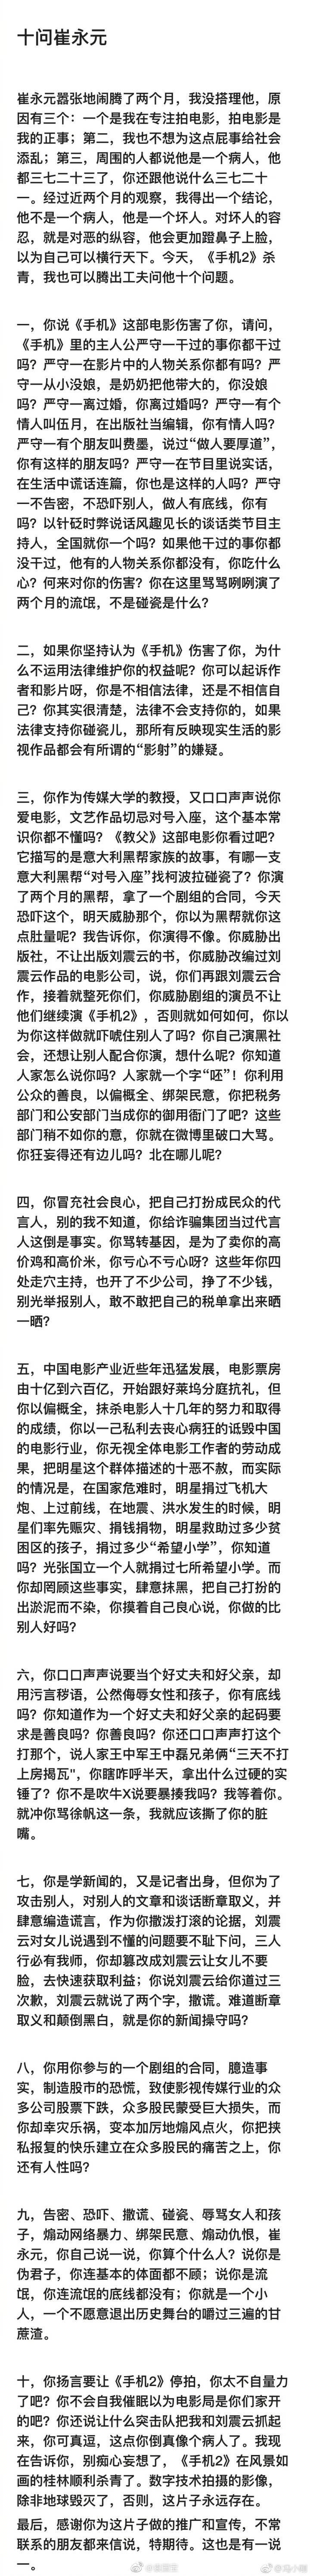 十问崔永元
崔永元嚣张地闹腾了两个月，我没搭理他，原
因有三个：一个是我在专注拍电影，拍电影是
我的正事；第二，我也不想为这点屁事给社会
添乱；第三，周围的人都说他是一个病人，他
都三七二十三了，你还跟他说什么三七二十
一。经过近两个月的观察，我得出一个结论，
他不是一个病人，他是一个坏人。对坏人的容
忍，就是对恶的纵容，他会更加蹬鼻子上脸，
以为自己可以横行天下。今天，《手机2》杀
青，我也可以腾出工夫问他十个问题。
一，你说《手机》这部电影伤害了你，请问，
《手机》里的主人公严守一干过的事你都干过
吗？严守一在影片中的人物关系你都有吗？严
守一从小没娘，是奶奶把他带大的，你没娘
吗？严守一离过婚，你离过婚吗？严守一有个
情人叫伍月，在出版社当编辑，你有情人吗？
严守一有个朋友叫费墨，说过“做人要厚道”，
你有这样的朋友吗？严守一在节目里说实话，
在生活中谎话连篇，你也是这样的人吗？严守
一不告密，不恐吓别人，做人有底线，你有
吗？以针砭时弊说话风趣见长的谈话类节目主
持人，全国就你一个吗？如果他干过的事你都
没干过，他有的人物关系你都没有，你吃什么
心？何来对你的伤害？你在这里骂骂咧咧演了
两个月的流氓，不是碰瓷是什么？
二，如果你坚持认为《手机》伤害了你，为什
么不运用法律维护你的权益呢？你可以起诉作
者和影片呀，你是不相信法律，还是不相信自
己？你其实很清楚，法律不会支持你的，如果
法律支持你碰瓷儿，那所有反映现实生活的影
视作品都会有所谓的“影射”的嫌疑。
三，你作为传媒大学的教授，又口口声声说你
爱电影，文艺作品切忌对号入座，这个基本常
识你都不懂吗？《教父》这部电影你看过吧？
它描写的是意大利黑帮家族的故事，有哪一支
意大利黑帮“对号入座”找柯波拉碰瓷了？你演
了两个月的黑帮，拿了一个剧组的合同，今天
恐吓这个，明天威胁那个，你以为黑帮就你这
点肚量呢？我告诉你，你演得不像。你威胁出
版社，不让出版刘震云的书，你威胁改编过刘
震云作品的电影公司，说，你们再跟刘震云合
作，接着就整死你们，你威胁剧组的演员不让
他们继续演《手机2》，否则就如何如何，你以
为你这样做就吓唬住别人了吗？你自己演黑社
会，还想让别人配合你演，想什么呢？你知道
人家怎么说你吗？人家就一个字“呸”！你利用
公众的善良，以偏概全、绑架民意，你把税务
部门和公安部门当成你的御用衙门了吧？这些
部门稍不如你的意，你就在微博里破口大骂。
你狂妄得还有边儿吗？北在哪儿呢？
四，你冒充社会良心，把自己打扮成民众的代
言人，别的我不知道，你给诈骗集团当过代言
人这倒是事实。你骂转基因，是为了卖你的高
价鸡和高价米，你亏心不亏心呀？这些年你四
处走穴主持，也开了不少公司，挣了不少钱，
别光举报别人，敢不敢把自己的税单拿出来晒
一晒？
五，中国电影产业近些年迅猛发展，电影票房
由十亿到六百亿，开始跟好莱坞分庭抗礼，但
你以偏概全，抹杀电影人十几年的努力和取得
的成绩，你以一己私利去丧心病狂的诋毁中国
的电影行业，你无视全体电影工作者的劳动成
果，把明星这个群体描述的十恶不赦，而实际
的情况是，在国家危难时，明星捐过飞机大
炮、上过前线，在地震、洪水发生的时候，明
星们率先赈灾、捐钱捐物，明星救助过多少贫
困区的孩子，捐过多少“希望小学”，你知道
吗？光张国立一个人就捐过七所希望小学。而
你却罔顾这些事实，肆意抹黑，把自己打扮的
出淤泥而不染，你摸着自己良心说，你做的比
别人好吗？
六，你口口声声说要当个好丈夫和好父亲，却
用污言秽语，公然侮辱女性和孩子，你有底线
吗？你知道作为一个好丈夫和好父亲的起码要
求是善良吗？你善良吗？你还口口声声打这个
打那个，说人家王中军王中磊兄弟俩“三天不打
上房揭瓦"，你瞎咋呼半天，拿出什么过硬的实
锤了？你不是吹牛X说要暴揍我吗？我等着你。
就冲你骂徐帆这一条，我就应该撕了你的脏
嘴。
七，你是学新闻的，又是记者出身，但你为了
攻击别人，对别人的文章和谈话断章取义，并
肆意编造谎言，作为你撒泼打滚的论据，刘震
云对女儿说遇到不懂的问题要不耻下问，三人
行必有我师，你却篡改成刘震云让女儿不要
脸，去快速获取利益；你说刘震云给你道过三
次歉，刘震云就说了两个字，撒谎。难道断章
取义和颠倒黑白，就是你的新闻操守吗？
八，你用你参与的一个剧组的合同，臆造事
实，制造股市的恐慌，致使影视传媒行业的众
多公司股票下跌，众多股民蒙受巨大损失，而
你却幸灾乐祸，变本加厉地煽风点火，你把挟
私报复的快乐建立在众多股民的痛苦之上，你
还有人性吗？
九，告密、恐吓、撒谎、碰瓷、辱骂女人和孩
子，煽动网络暴力、绑架民意、煽动仇恨，崔
永元，你自己说一说，你算个什么人？说你是
伪君子，你连基本的体面都不顾；说你是流
氓，你连流氓的底线都没有；你就是一个小
人，一个不愿意退出历史舞台的嚼过三遍的甘
蔗渣。
十，你扬言要让《手机2》停拍，你太不自量力
了吧？你不会自我催眠以为电影局是你们家开
的吧？你还说让什么突击队把我和刘震云抓起
来，你可真逗，这点你倒真像个病人了。我现
在告诉你，别痴心妄想了，《手机2》在风景如
画的桂林顺利杀青了。数字技术拍摄的影像，
除非地球毁灭了，否则，这片子永远存在。
最后，感谢你为这片子做的推广和宣传，不常
联系的朋友都来信说，特期待。这也是有一说
一。